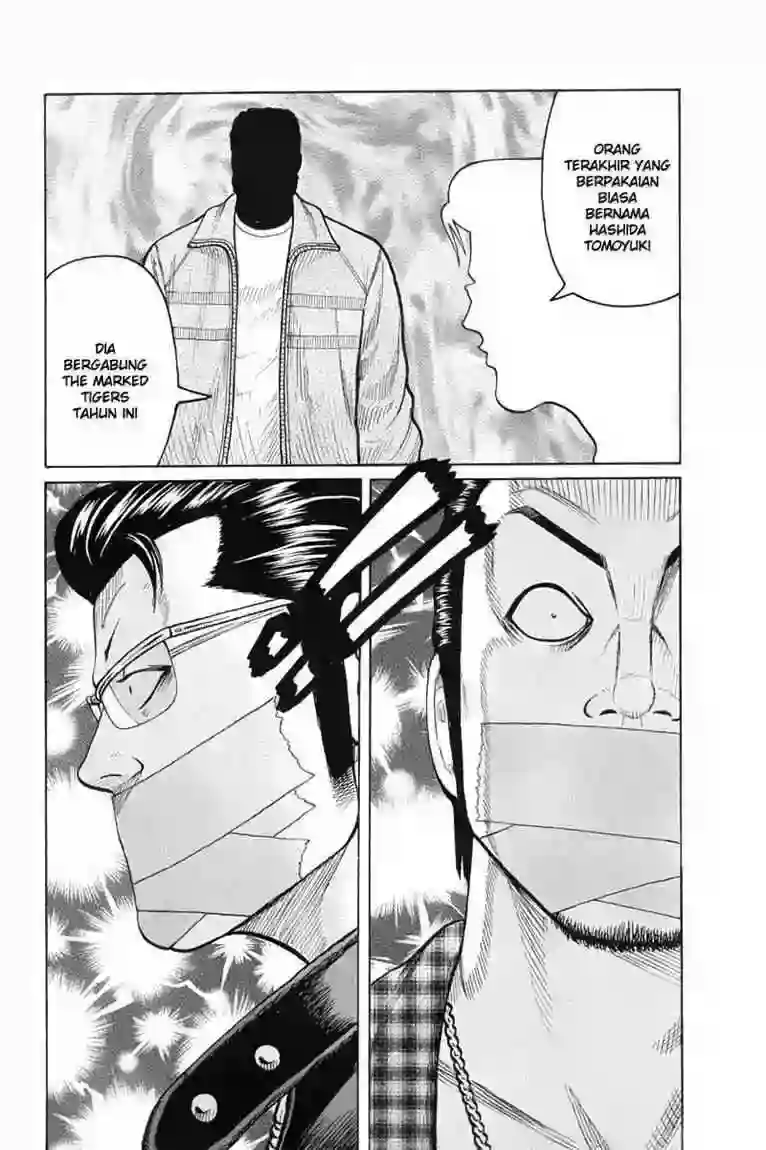 ORANG
TERAKHIR YANG
BERPAKAIAN
BIASA
BERNAMA
HASHIDA
TOMOYUKI
DIA
BERGABUNG
THE MARKED
TIGERS
TAHUN INI